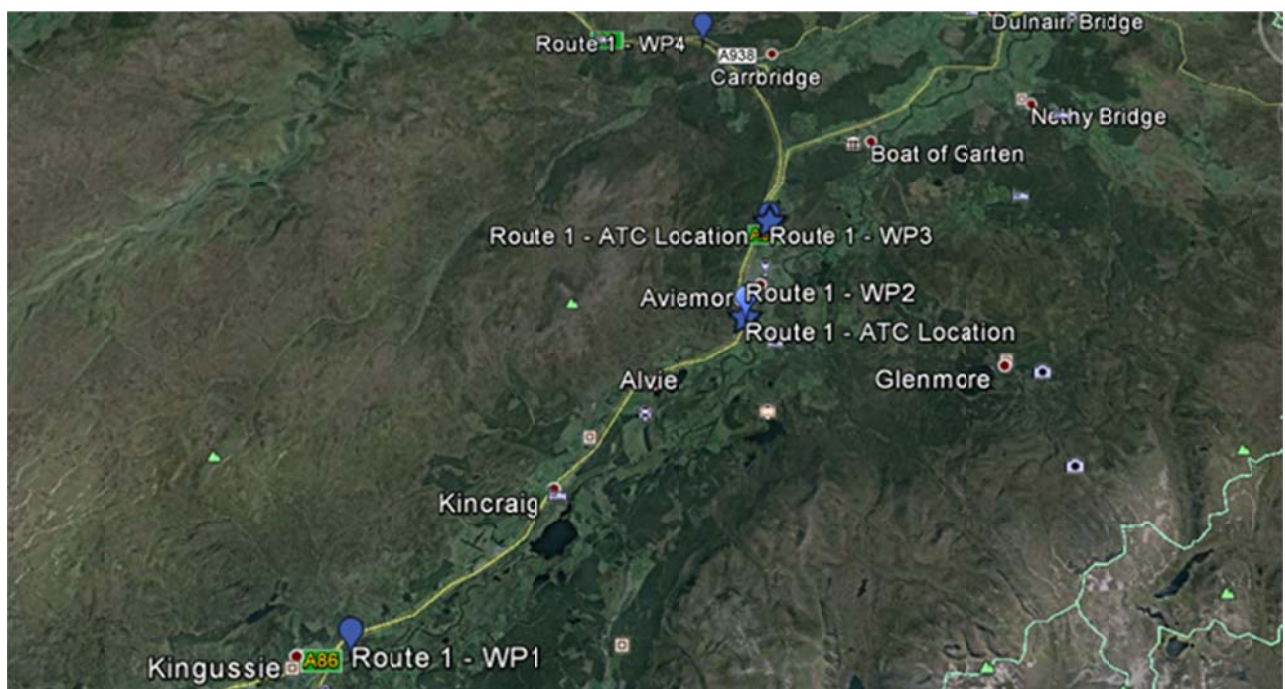 Dulnain Bridge
Route 1 - WP4
A938
Carrbridge
Nethy Bridge
Boat of Garten
Route 1 - ATC Location
Route 1 - WP3
Aviemor
Route 1 - WP2
Route 1 - ATC Location
Alvie
Glenmore
Kincraig
Kingussie
A86
Route 1 - WP1